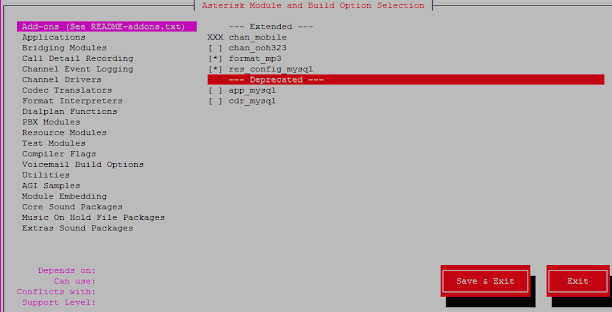 Asterisk Module and Build Option Selection
Add-ons (See README-addons.txt)
Applications
Bridging Modules
Call Detail Recording
Channel Event Logging
Channel Drivers
Codec Translators
Format Interpreters
Dialplan Functions
PBX Modules
Resource Modules
Test Modules
Compiler Flags
Voicemail Build Options
Utilities
AGI Samples
Module Embedding
Core Sound Packages
Music On Hold File Packages
Extras Sound Packages
--- Extended ---
XXX chan_mobile
[ ] chan_ooh323
[*] format_mp3
[*] res_config_mysql
--- Deprecated ---
[ ] app_mysql
[ ] cdr_mysql
Depends on:
Can use:
Conflicts with:
Support Level:
Save & Exit
Exit